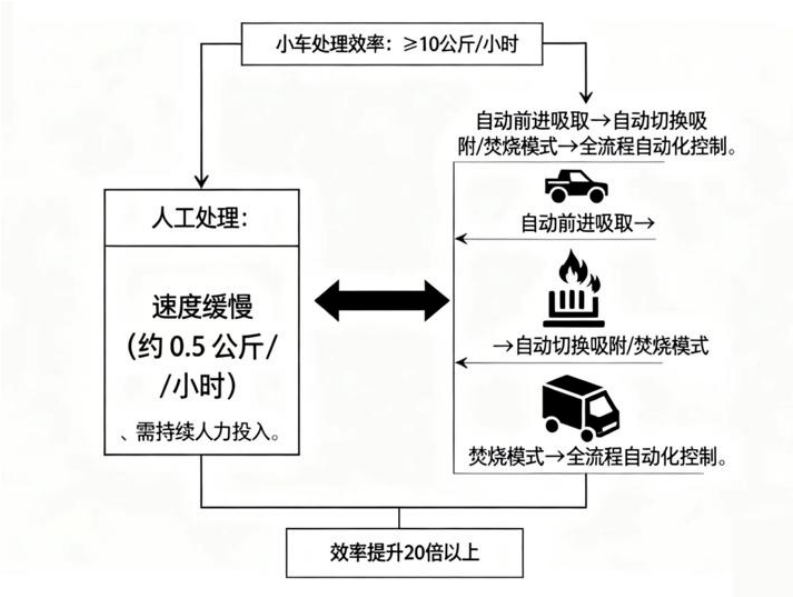 小车处理效率：≥10公斤/小时
自动前进吸取→自动切换吸
附/焚烧模式→全流程自动化控制。
人工处理：
速度缓慢
（约 0.5 公斤/
/小时）
、需持续人力投入。
自动前进吸取→
→自动切换吸附/焚烧模式
焚烧模式→全流程自动化控制。
效率提升20倍以上